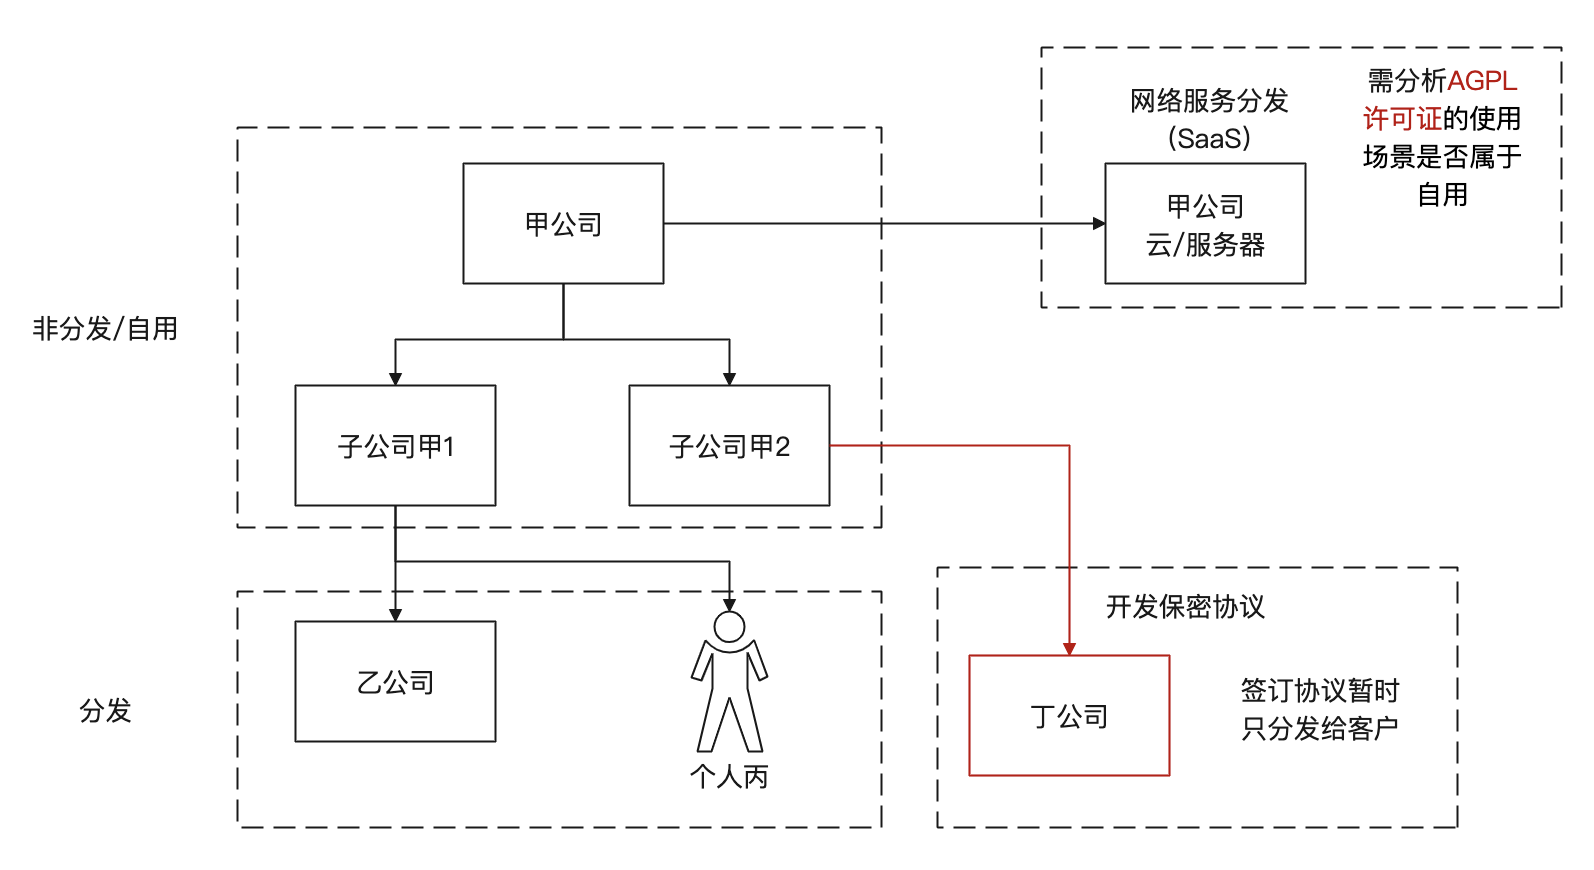 网络服务分发
(SaaS)
需分析AGPL
许可证的使用
场景是否属于
自用
甲公司
云/服务器
甲公司
非分发/自用
子公司甲1
子公司甲2
开发保密协议
丁公司
签订协议暂时
只分发给客户
分发
乙公司
个人丙